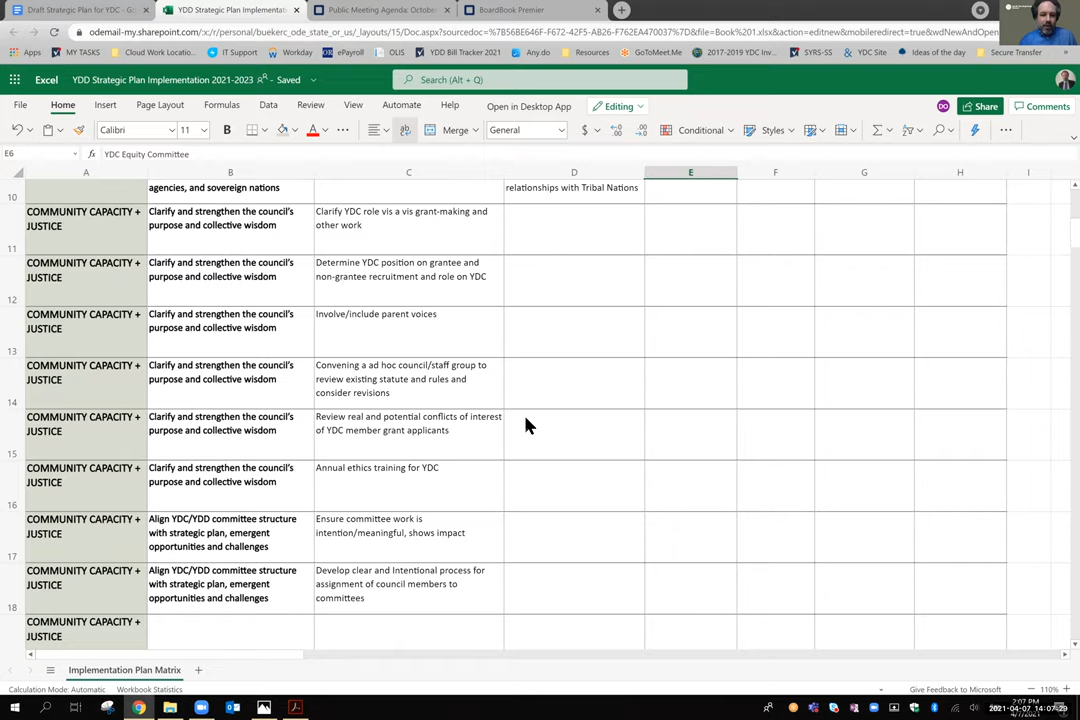 Draft Strategic Plan for YDC - Go
YDD Strategic Plan Implementat
Public Meeting Agenda: October
BoardBook Premier
odemail-my.sharepoint.com/:x:/r/personal/buekerc_ode_state_or_us/_layouts/15/Doc.aspx?sourcedoc=%7B56BE646F-F672-42F5-AB36-F762EA470037%7D&file=Book%201.xlsx&action=editnew&mobileredirect=true&wdNewAndOpen
Apps
MY TASKS
Cloud Work Locatio...
IT Support
Workday
ePayroll
OLIS
YDD Bill Tracker 2021
Any.do
Resources
GoToMeet.Me
2017-2019 YDC Inv...
SYRS-SS
YDC Site
Ideas of the day
Secure Transfer
Excel
YDD Strategic Plan Implementation 2021-2023
- Saved
Search (Alt + Q)
File
Home
Insert
Page Layout
Formulas
Data
Review
View
Automate
Help
Open in Desktop App
Editing
DO
Share
Comments
Calibri
11
B
A
ab
Merge
General
$
Conditional
Styles
E6
fx
YDC Equity Committee
A
B
C
D
E
F
G
H
I
agencies, and sovereign nations
relationships with Tribal Nations
10
COMMUNITY CAPACITY +
JUSTICE
Clarify and strengthen the council's
purpose and collective wisdom
Clarify YDC role vis a vis grant-making and
other work
11
COMMUNITY CAPACITY +
JUSTICE
Clarify and strengthen the council's
purpose and collective wisdom
Determine YDC position on grantee and
non-grantee recruitment and role on YDC
12
COMMUNITY CAPACITY +
JUSTICE
Clarify and strengthen the council's
purpose and collective wisdom
Involve/include parent voices
13
COMMUNITY CAPACITY +
JUSTICE
Clarify and strengthen the council's
purpose and collective wisdom
Convening a ad hoc council/staff group to
review existing statute and rules and
consider revisions
14
COMMUNITY CAPACITY +
JUSTICE
Clarify and strengthen the council's
purpose and collective wisdom
Review real and potential conflicts of interest
of YDC member grant applicants
15
COMMUNITY CAPACITY +
JUSTICE
Clarify and strengthen the council's
purpose and collective wisdom
Annual ethics training for YDC
16
COMMUNITY CAPACITY +
JUSTICE
Align YDC/YDD committee structure
with strategic plan, emergent
opportunities and challenges
Ensure committee work is
intention/meaningful, shows impact
17
COMMUNITY CAPACITY +
JUSTICE
Align YDC/YDD committee structure
with strategic plan, emergent
opportunities and challenges
Develop clear and Intentional process for
assignment of council members to
committees
18
COMMUNITY CAPACITY +
JUSTICE
Implementation Plan Matrix
Calculation Mode: Automatic
Workbook Statistics
Give Feedback to Microsoft
110%
2021-04-07 14:07:29